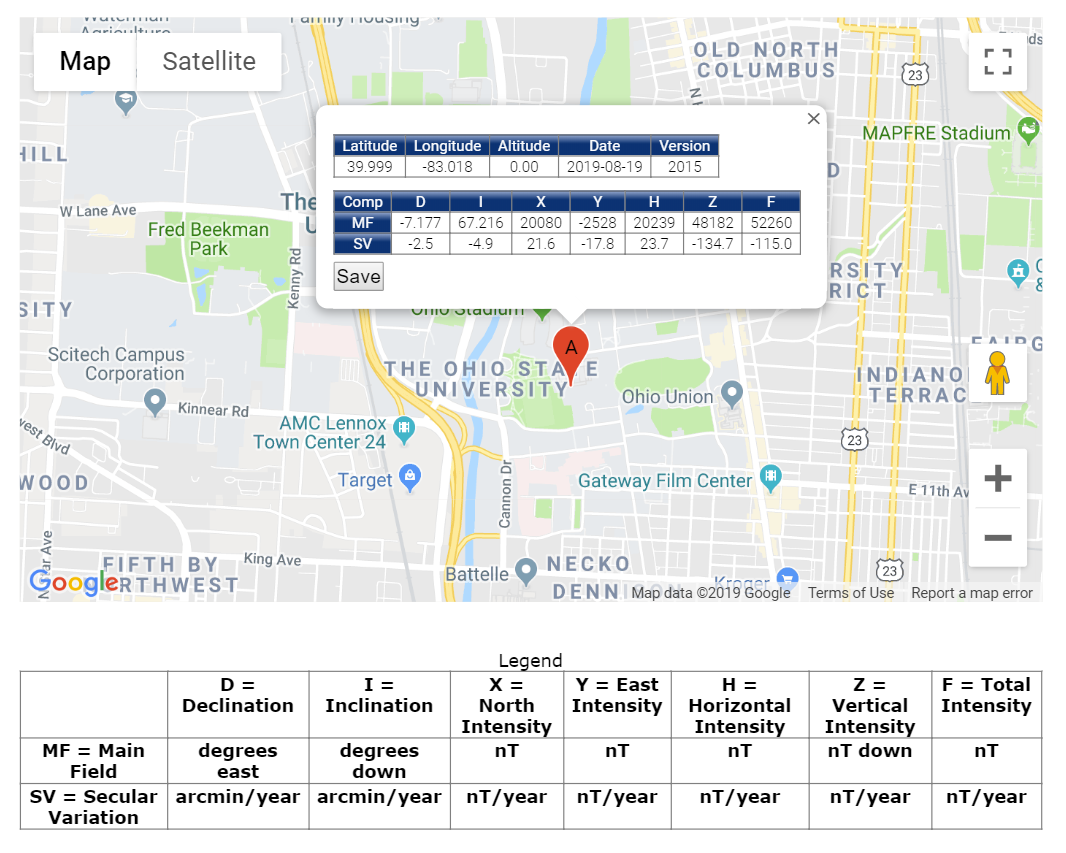 Family Housing
Map Satellite
OLD NORTH
COLUMBUS
23
MAPFRE Stadium
W Lane Ave
Fred Beekman
Park
Kenny Rd
The
Latitude Longitude Altitude Date Version
39.999 -83.018 0.00 2019-08-19 2015
Comp D I X Y H Z F
MF -7.177 67.216 20080 -2528 20239 48182 52260
SV -2.5 -4.9 21.6 -17.8 23.7 -134.7 -115.0
Save
RSITY
RICT
SITY
Ohio Stadium
A
Scitech Campus
Corporation
THE OHIO STATE
UNIVERSITY
Ohio Union
INDIANO
TERRAC
Kinnear Rd
AMC Lennox
Town Center 24
23
West Blvd
WOOD
Target
Cannon Dr
Gateway Film Center
E 11th Av
FIFTH BY
RTHWEST
King Ave
Battelle
NECKO
DENNI
Kroger
23
Google
Map data ©2019 Google Terms of Use Report a map error
Legend
D =
Declination
I =
Inclination
X =
North
Intensity
Y = East
Intensity
H =
Horizontal
Intensity
Z =
Vertical
Intensity
F = Total
Intensity
MF = Main
Field
degrees
east
degrees
down
nT
nT
nT
nT down
nT
SV = Secular
Variation
arcmin/year
arcmin/year
nT/year
nT/year
nT/year
nT/year
nT/year